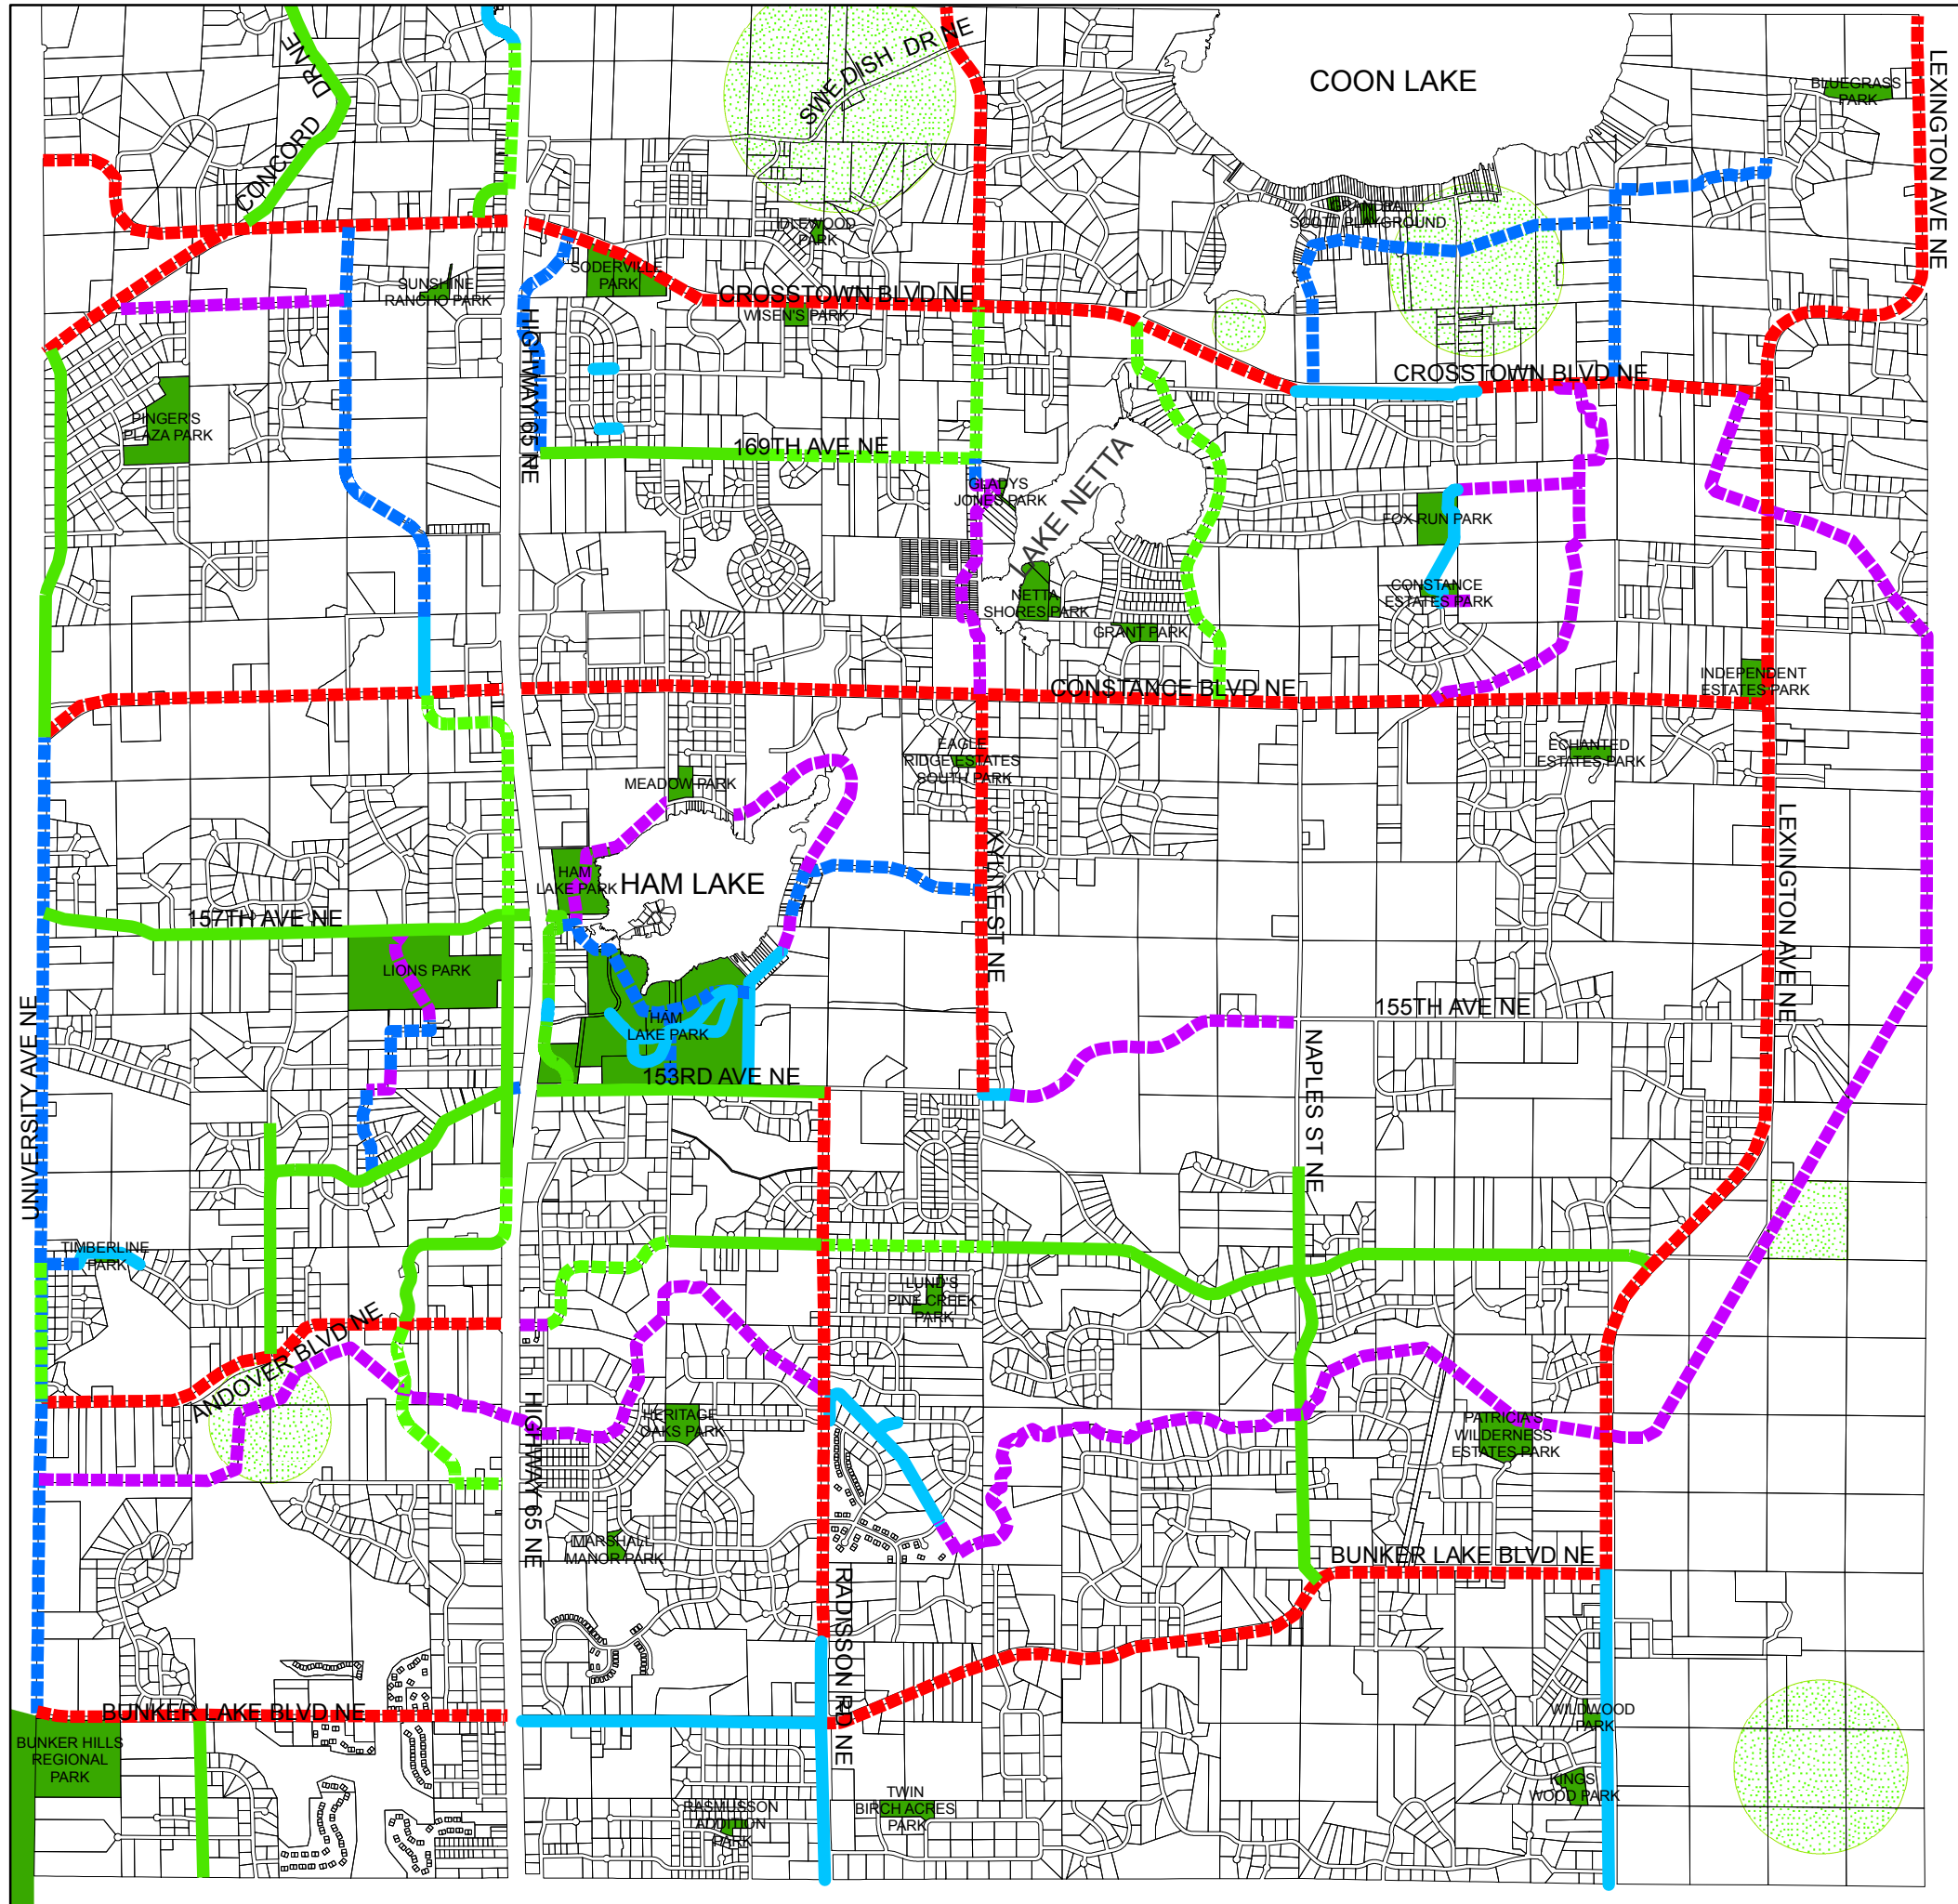 COON LAKE
LEXINGTON AVE NE
BLUEGRASS
PARK
SWEDISH DR NE
CONCORD DR NE
IDLEWOOD
PARK
SCOTT PLAYGROUND
SODERVILLE
PARK
SUNSHINE
RANCHO PARK
CROSSTOWN BLVD NE
WISEN'S PARK
HIGHWAY 65 NE
CROSSTOWN BLVD NE
PINGER'S
PLAZA PARK
169TH AVE NE
LAKE NETTA
GLADYS
JONES PARK
FOX RUN PARK
CONSTANCE
ESTATES PARK
NETTA
SHORES PARK
GRANT PARK
INDEPENDENT
ESTATES PARK
CONSTANCE BLVD NE
EAGLE
RIDGE ESTATES
SOUTH PARK
ECHANTED
ESTATES PARK
MEADOW PARK
LEXINGTON AVE NE
XYLITE ST NE
HAM
LAKE PARK
HAM LAKE
157TH AVE NE
LIONS PARK
UNIVERSITY AVE NE
HAM
LAKE PARK
155TH AVE NE
NAPLES ST NE
153RD AVE NE
TIMBERLINE
PARK
LUND'S
PINE CREEK
PARK
ANDOVER BLVD NE
HIGHWAY 65 NE
HERITAGE
OAKS PARK
PATRICIA'S
WILDERNESS
ESTATES PARK
MARSHALL
MANOR PARK
BUNKER LAKE BLVD NE
RADISSON RD NE
BUNKER LAKE BLVD NE
BUNKER HILLS
REGIONAL
PARK
WILDWOOD
PARK
KINGS
WOOD PARK
RASMUSSON
ADDITION
PARK
TWIN
BIRCH ACRES
PARK